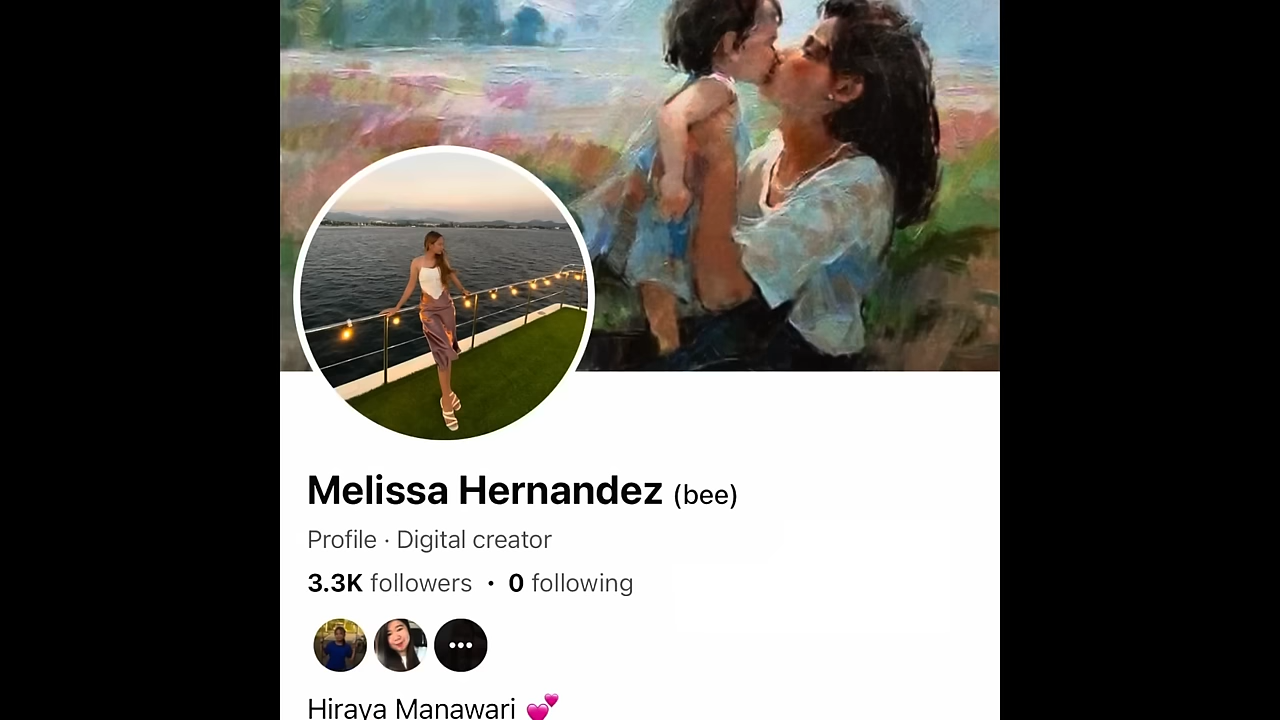 Melissa Hernandez (bee)
Profile · Digital creator
3.3K followers • 0 following
Hiraya Manawari 💕